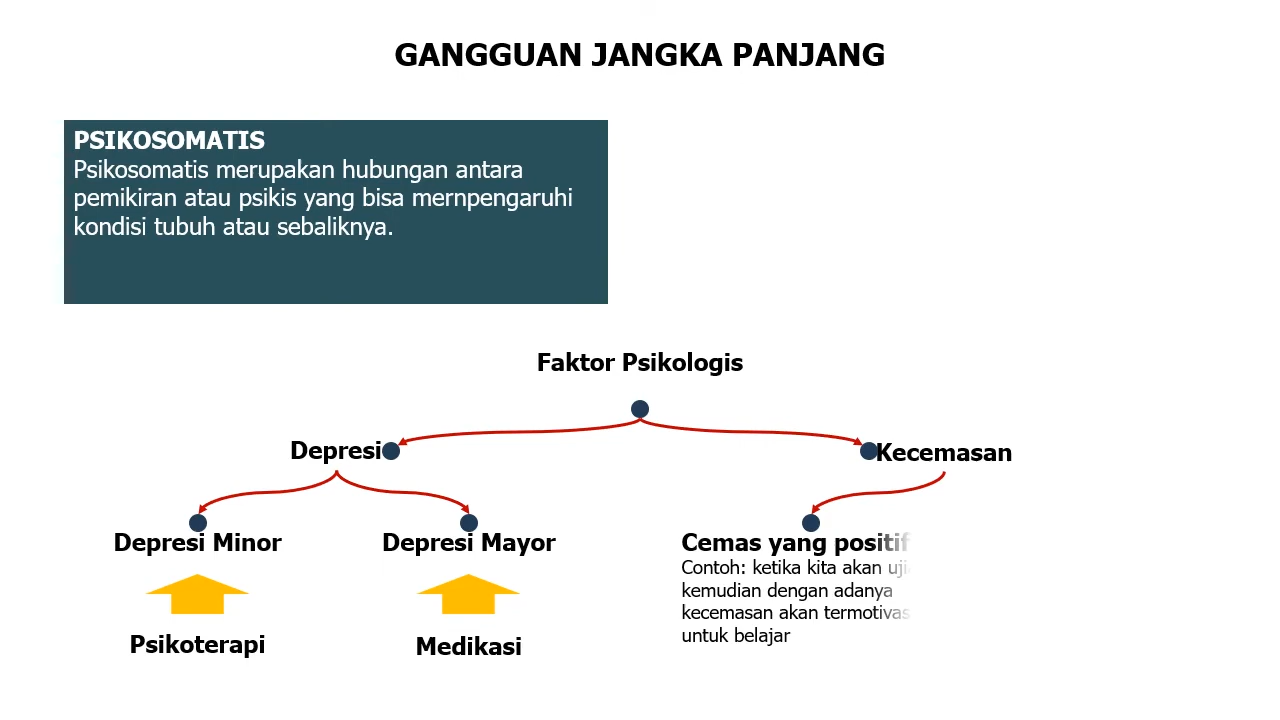 GANGGUAN JANGKA PANJANG
PSIKOSOMATIS
Psikosomatis merupakan hubungan antara
pemikiran atau psikis yang bisa mernpengaruhi
kondisi tubuh atau sebaliknya.
Faktor Psikologis
Depresi
Kecemasan
Depresi Minor
Depresi Mayor
Cemas yang positif
Contoh: ketika kita akan uji
kemudian dengan adanya
kecemasan akan termotivas
untuk belajar
Psikoterapi
Medikasi